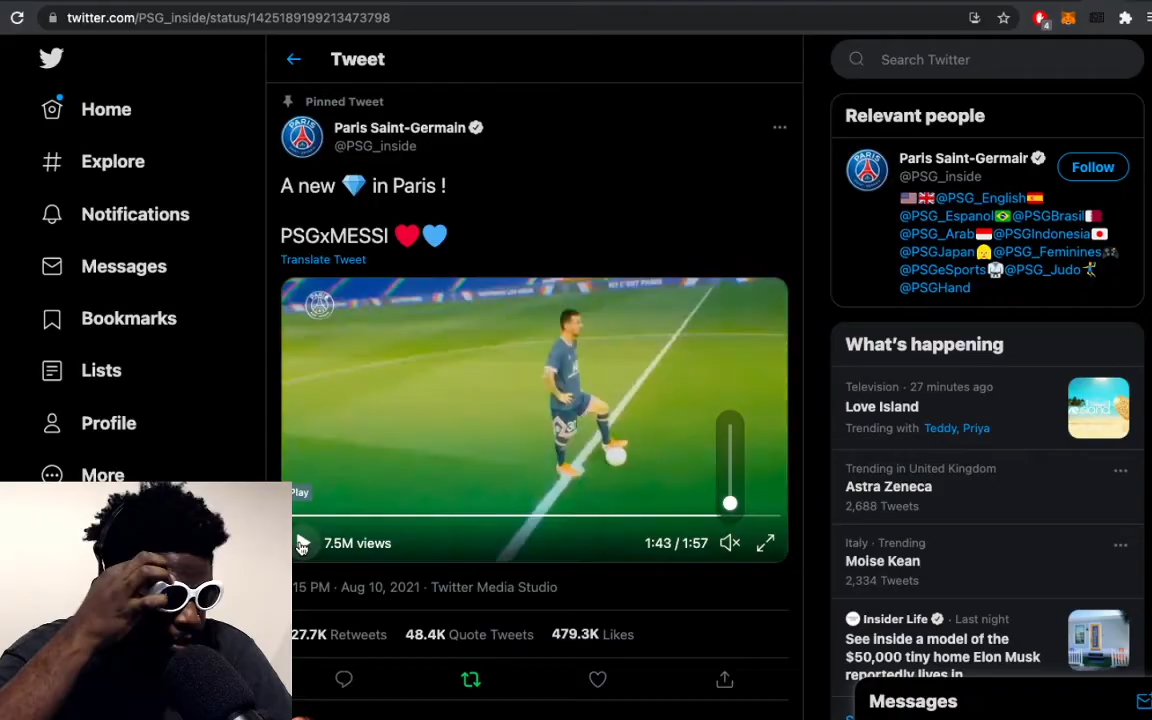 twitter.com/PSG_inside/status/1425189199213473798
4
Home
Explore
Notifications
Messages
Bookmarks
Lists
Profile
More
Tweet
Pinned Tweet
Paris Saint-Germain
@PSG_inside
A new 💎 in Paris !
PSGxMESSI ❤️💙
Translate Tweet
Play
7.5M views
1:43 / 1:57
15 PM · Aug 10, 2021 · Twitter Media Studio
27.7K Retweets 48.4K Quote Tweets 479.3K Likes
Search Twitter
Relevant people
Paris Saint-Germain
@PSG_inside
Follow
🇺🇸🇬🇧@PSG_English🇪🇸
@PSG_Espanol🇧🇷@PSGBrasil🇶🇦
@PSG_Arab🇮🇩@PSGIndonesia🇯🇵
@PSGJapan👩@PSG_Feminines🎮
@PSGeSports🥋@PSG_Judo🤾
@PSGHand
What's happening
Television · 27 minutes ago
Love Island
Trending with Teddy, Priya
Trending in United Kingdom
Astra Zeneca
2,688 Tweets
Italy · Trending
Moise Kean
2,334 Tweets
Insider Life · Last night
See inside a model of the
$50,000 tiny home Elon Musk
reportedly lives in
Messages